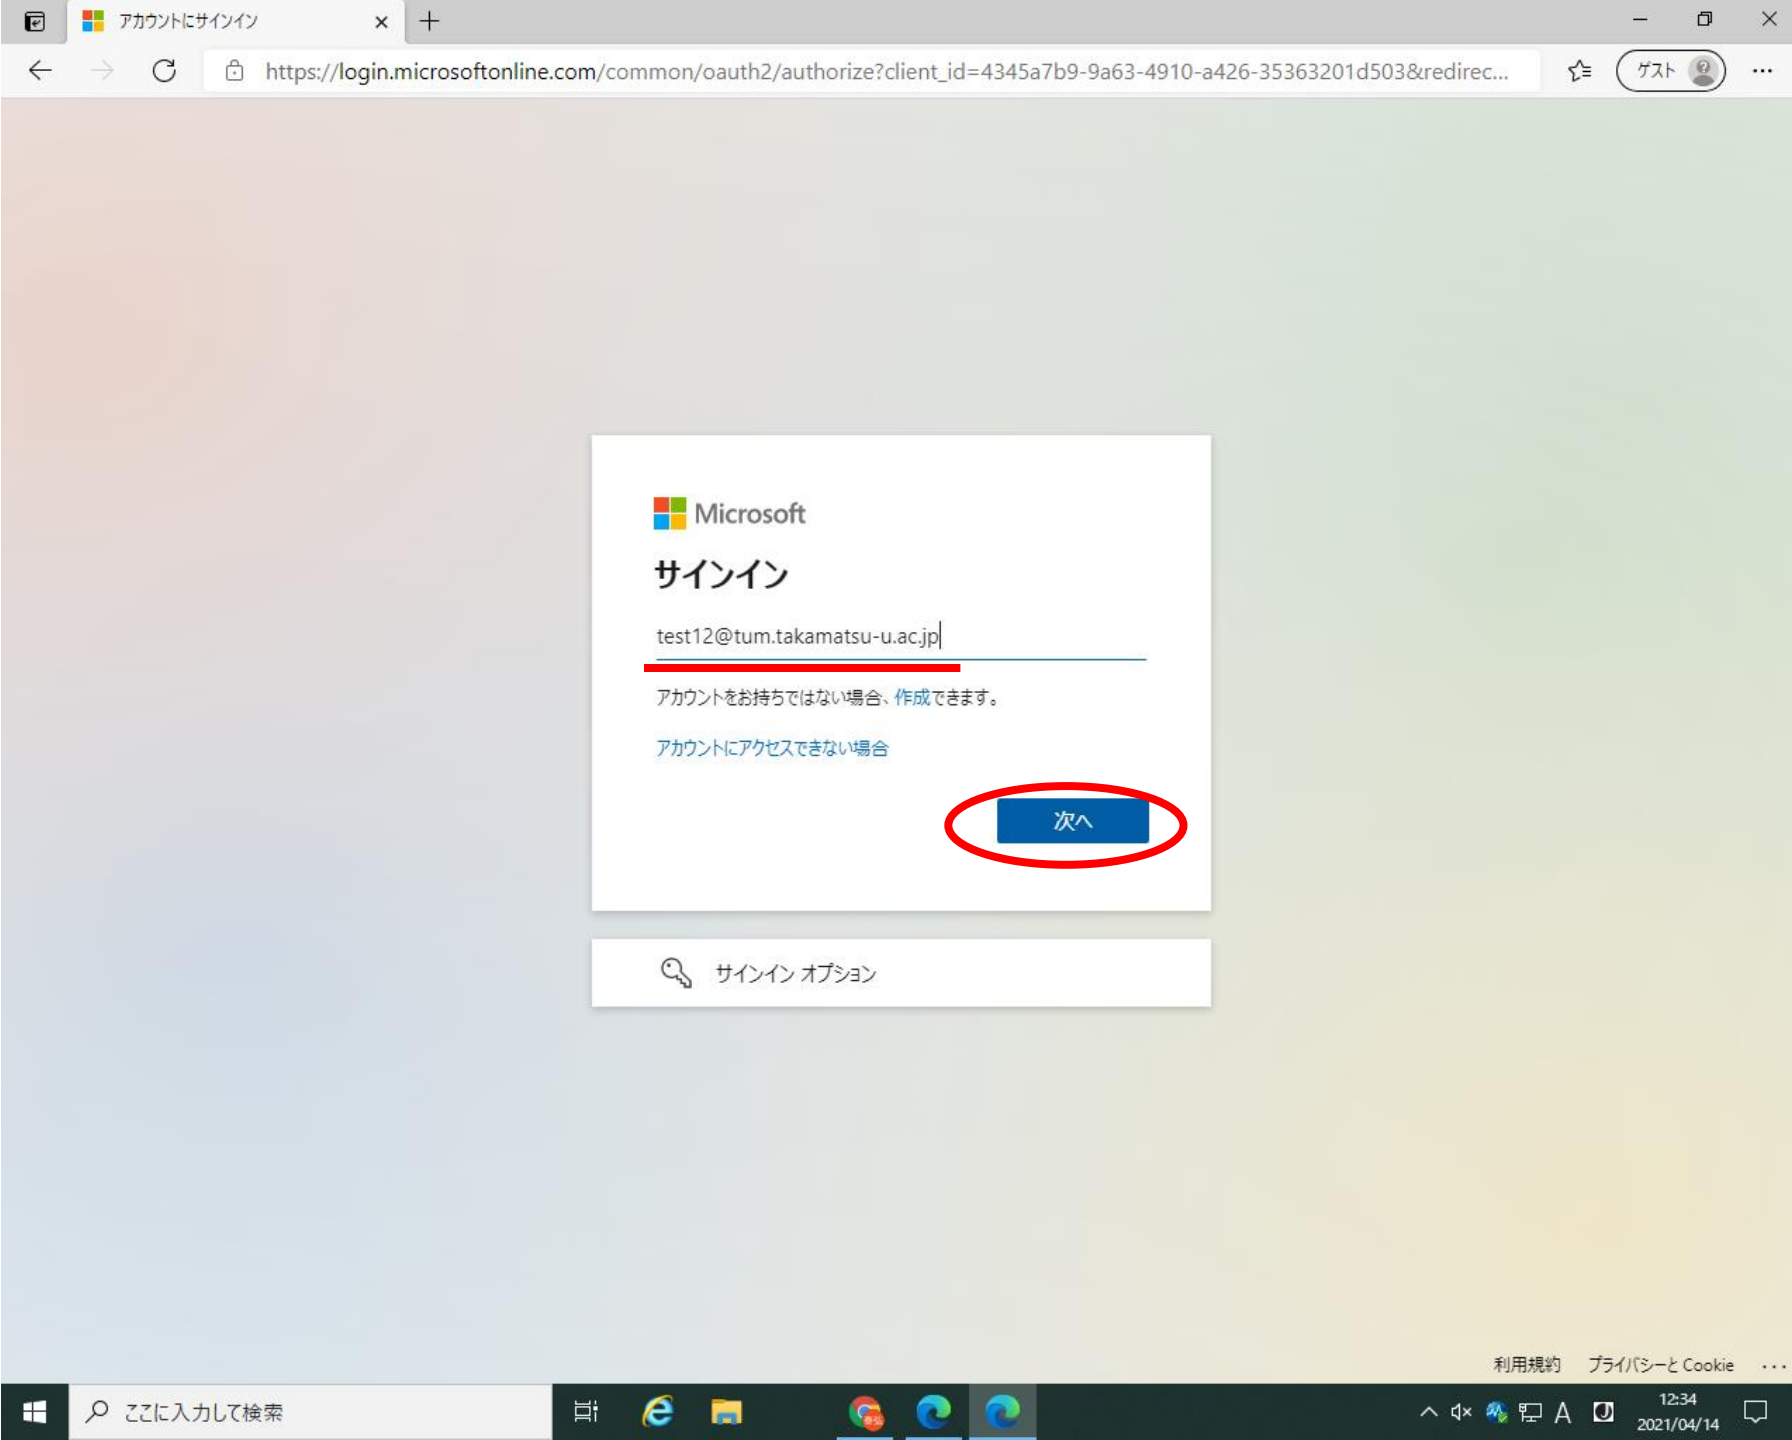 アカウントにサインイン
https://login.microsoftonline.com/common/oauth2/authorize?client_id=4345a7b9-9a63-4910-a426-35363201d503&redirec...
ゲスト
Microsoft
サインイン
test12@tum.takamatsu-u.ac.jp
アカウントをお持ちではない場合、作成できます。
アカウントにアクセスできない場合
次へ
サインイン オプション
利用規約 プライバシーと Cookie ...
ここに入力して検索
A
12:34
2021/04/14